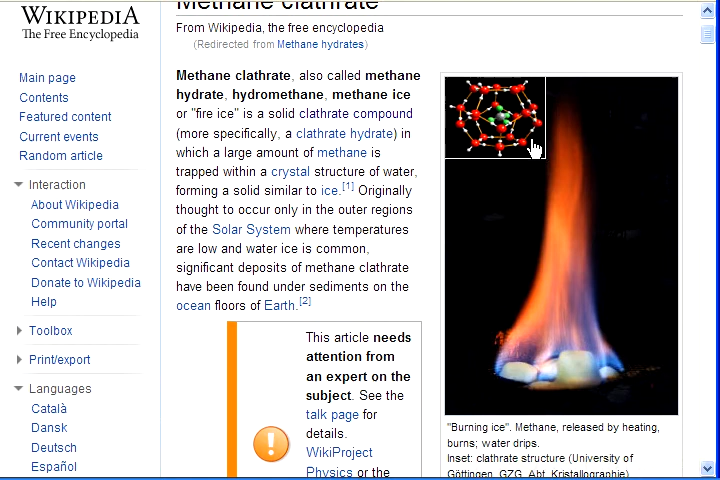 WIKIPEDIA
The Free Encyclopedia
Main page
Contents
Featured content
Current events
Random article
Interaction
About Wikipedia
Community portal
Recent changes
Contact Wikipedia
Donate to Wikipedia
Help
Toolbox
Print/export
Languages
Català
Dansk
Deutsch
Español
Methane clathrate
From Wikipedia, the free encyclopedia
(Redirected from Methane hydrates)
Methane clathrate, also called methane
hydrate, hydromethane, methane ice
or "fire ice" is a solid clathrate compound
(more specifically, a clathrate hydrate) in
which a large amount of methane is
trapped within a crystal structure of water,
forming a solid similar to ice.[1] Originally
thought to occur only in the outer regions
of the Solar System where temperatures
are low and water ice is common,
significant deposits of methane clathrate
have been found under sediments on the
ocean floors of Earth.[2]
This article needs
attention from
an expert on the
subject. See the
talk page for
details.
WikiProject
Physics or the
"Burning ice". Methane, released by heating,
burns; water drips.
Inset: clathrate structure (University of
Göttingen, GZG, Abt. Kristallographie).